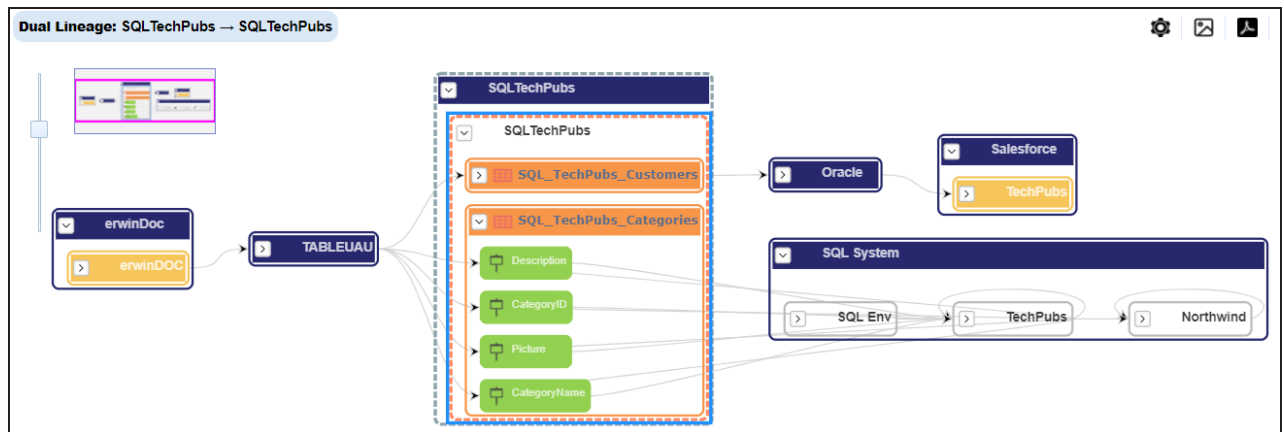 Dual Lineage: SQLTechPubs → SQLTechPubs
SQLTechPubs
SQLTechPubs
SQL_TechPubs_Customers
SQL_TechPubs_Categories
Description
CategoryID
Picture
CategoryName
erwinDoc
erwinDOC
TABLEUAU
Oracle
Salesforce
TechPubs
SQL System
SQL Env
TechPubs
Northwind